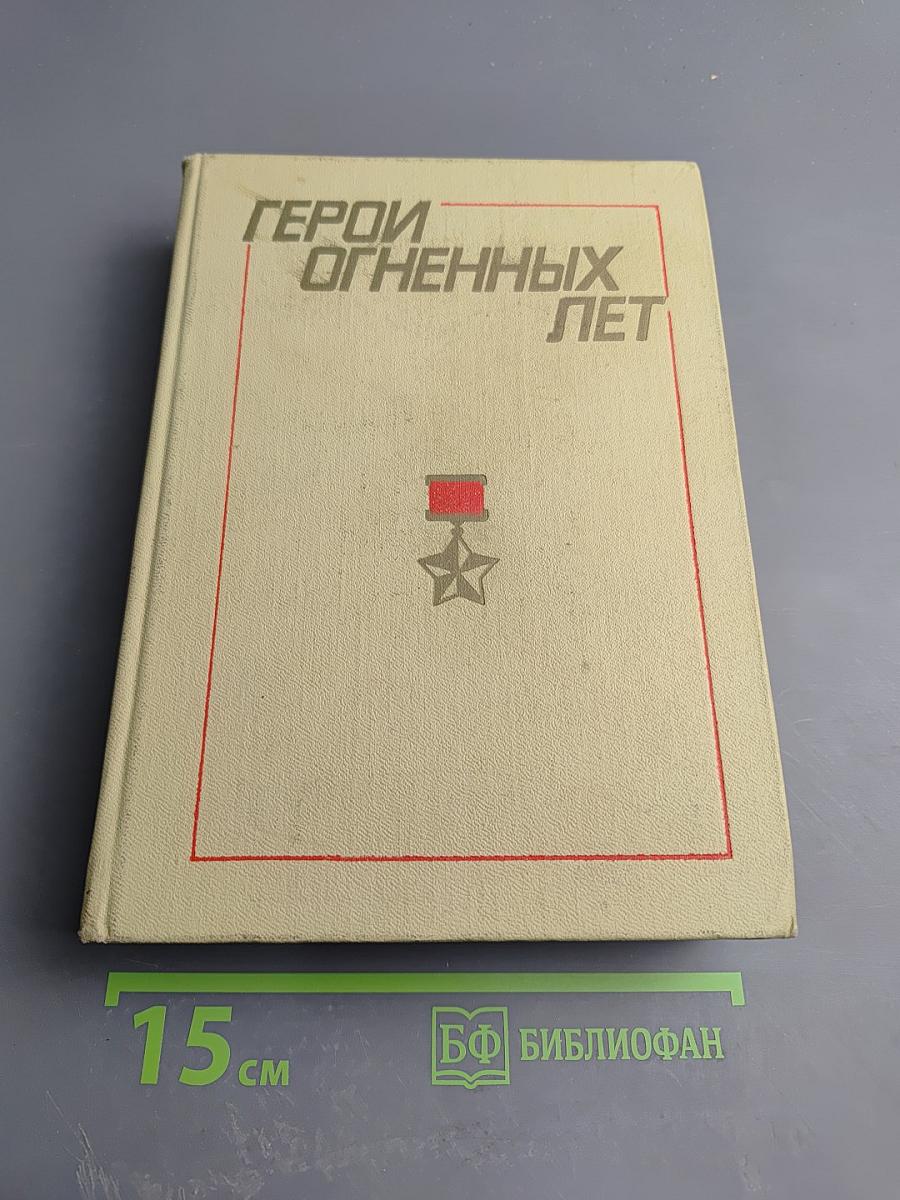 ГЕРОИ
ОГНЕННЫХ
ЛЕТ
15 см
БФ БИБЛИОФАН